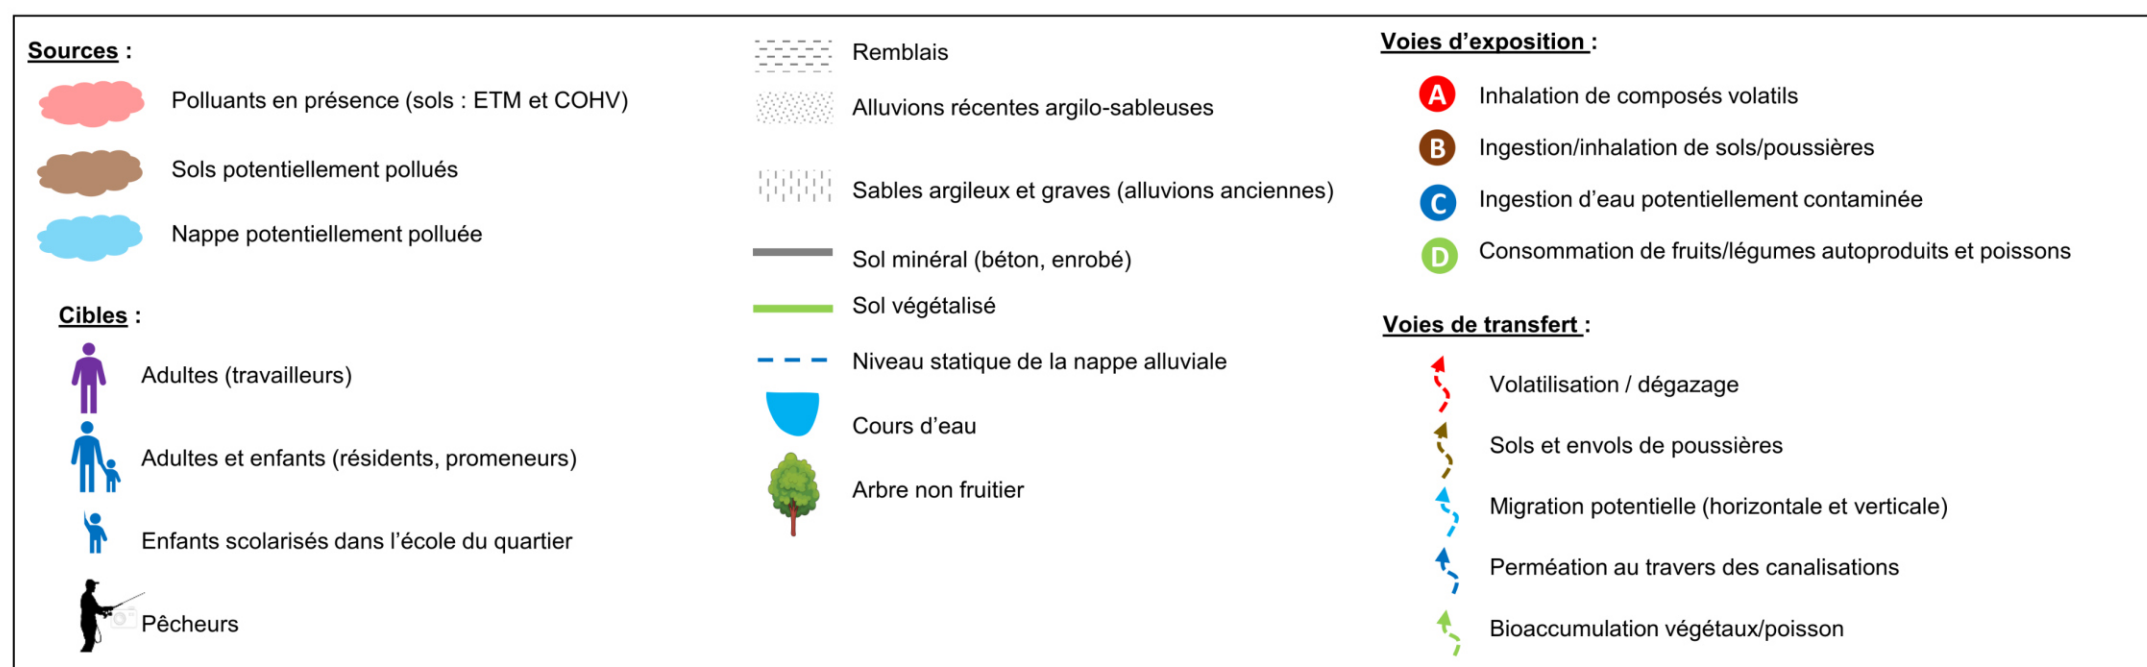 Sources :
Polluants en présence (sols : ETM et COHV)
Sols potentiellement pollués
Nappe potentiellement polluée
Cibles :
Adultes (travailleurs)
Adultes et enfants (résidents, promeneurs)
Enfants scolarisés dans l'école du quartier
Pêcheurs
Remblais
Alluvions récentes argilo-sableuses
Sables argileux et graves (alluvions anciennes)
Sol minéral (béton, enrobé)
Sol végétalisé
Niveau statique de la nappe alluviale
Cours d'eau
Arbre non fruitier
Voies d'exposition :
A Inhalation de composés volatils
B Ingestion/inhalation de sols/poussières
C Ingestion d'eau potentiellement contaminée
D Consommation de fruits/légumes autoproduits et poissons
Voies de transfert :
Volatilisation / dégazage
Sols et envols de poussières
Migration potentielle (horizontale et verticale)
Perméation au travers des canalisations
Bioaccumulation végétaux/poisson